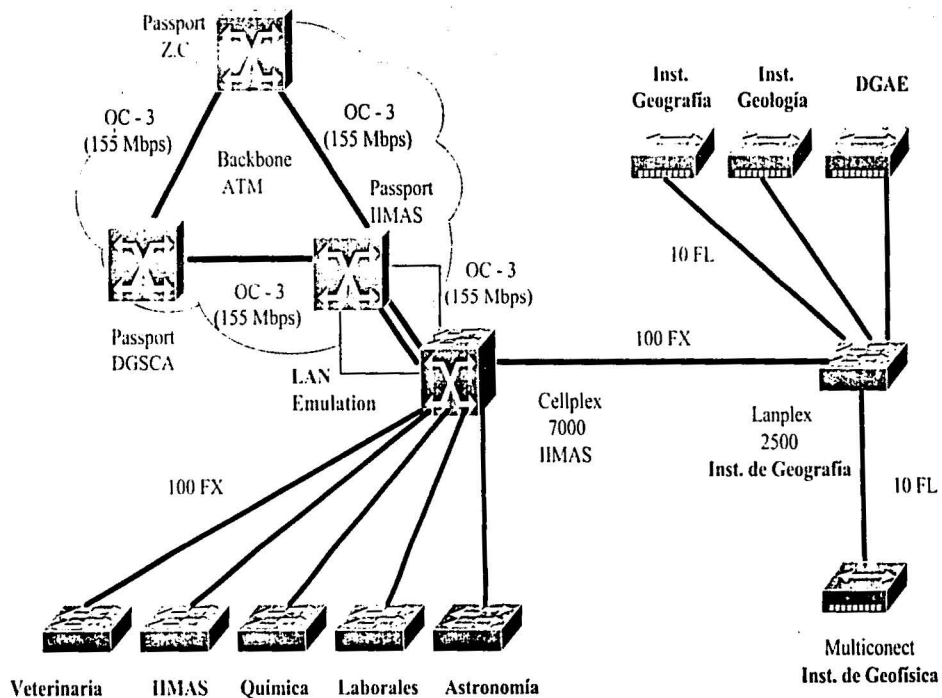 Passport
Z.C
OC - 3
(155 Mbps)
OC - 3
(155 Mbps)
Backbone
ATM
Passport
IIMAS
OC - 3
(155 Mbps)
OC - 3
(155 Mbps)
Passport
DGSCA
LAN
Emulation
Inst.
Geografía
Inst.
Geología
DGAE
10 FL
100 FX
Cellplex
7000
IIMAS
Lanplex
2500
Inst. de Geografía
10 FL
100 FX
Multiconect
Inst. de Geofísica
Veterinaria
IIMAS
Química
Laborales
Astronomía